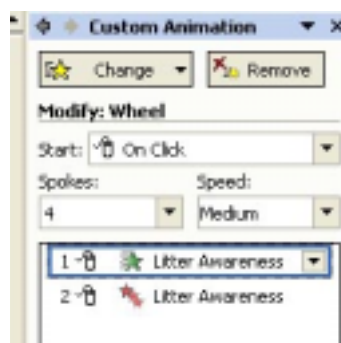 Custom Animation
Change Remove
Modify: Wheel
Start: On Click
Spokes: Speed:
4 Medium
1 Litter Awareness
2 Litter Awareness